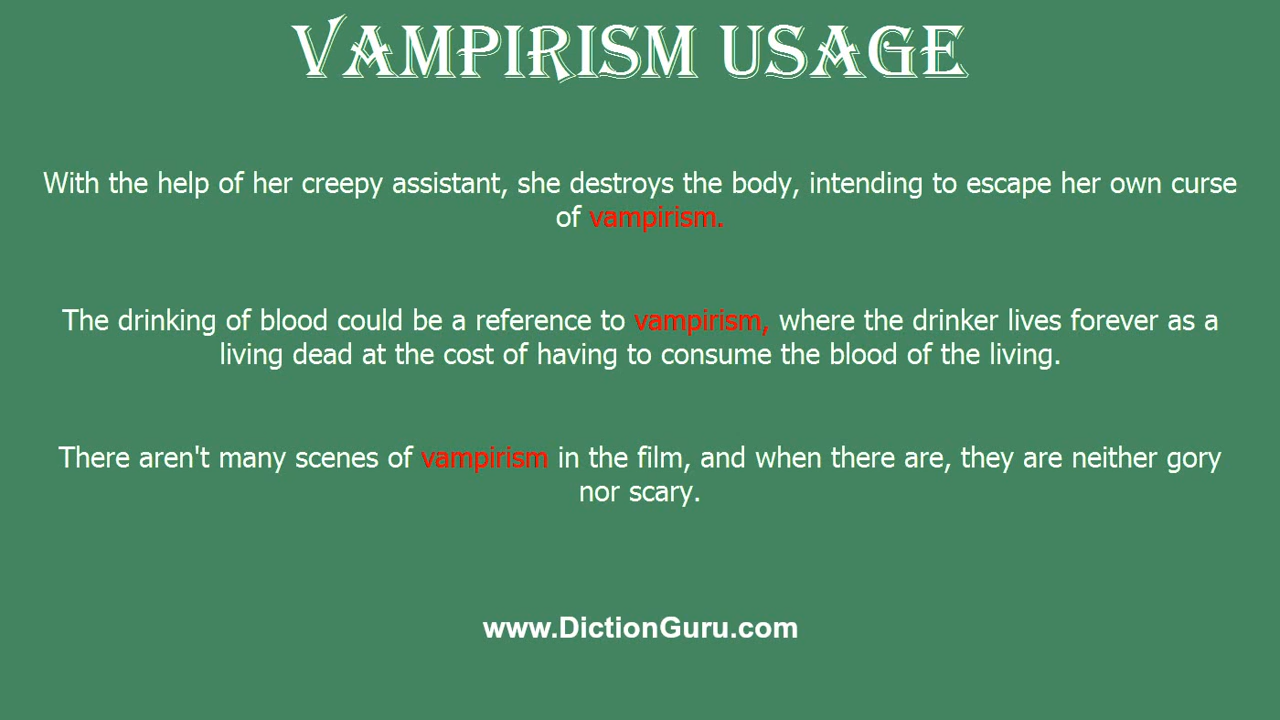 VAMPIRISM USAGE
With the help of her creepy assistant, she destroys the body, intending to escape her own curse
of vampirism.
The drinking of blood could be a reference to vampirism, where the drinker lives forever as a
living dead at the cost of having to consume the blood of the living.
There aren't many scenes of vampirism in the film, and when there are, they are neither gory
nor scary.
www.DictionGuru.com